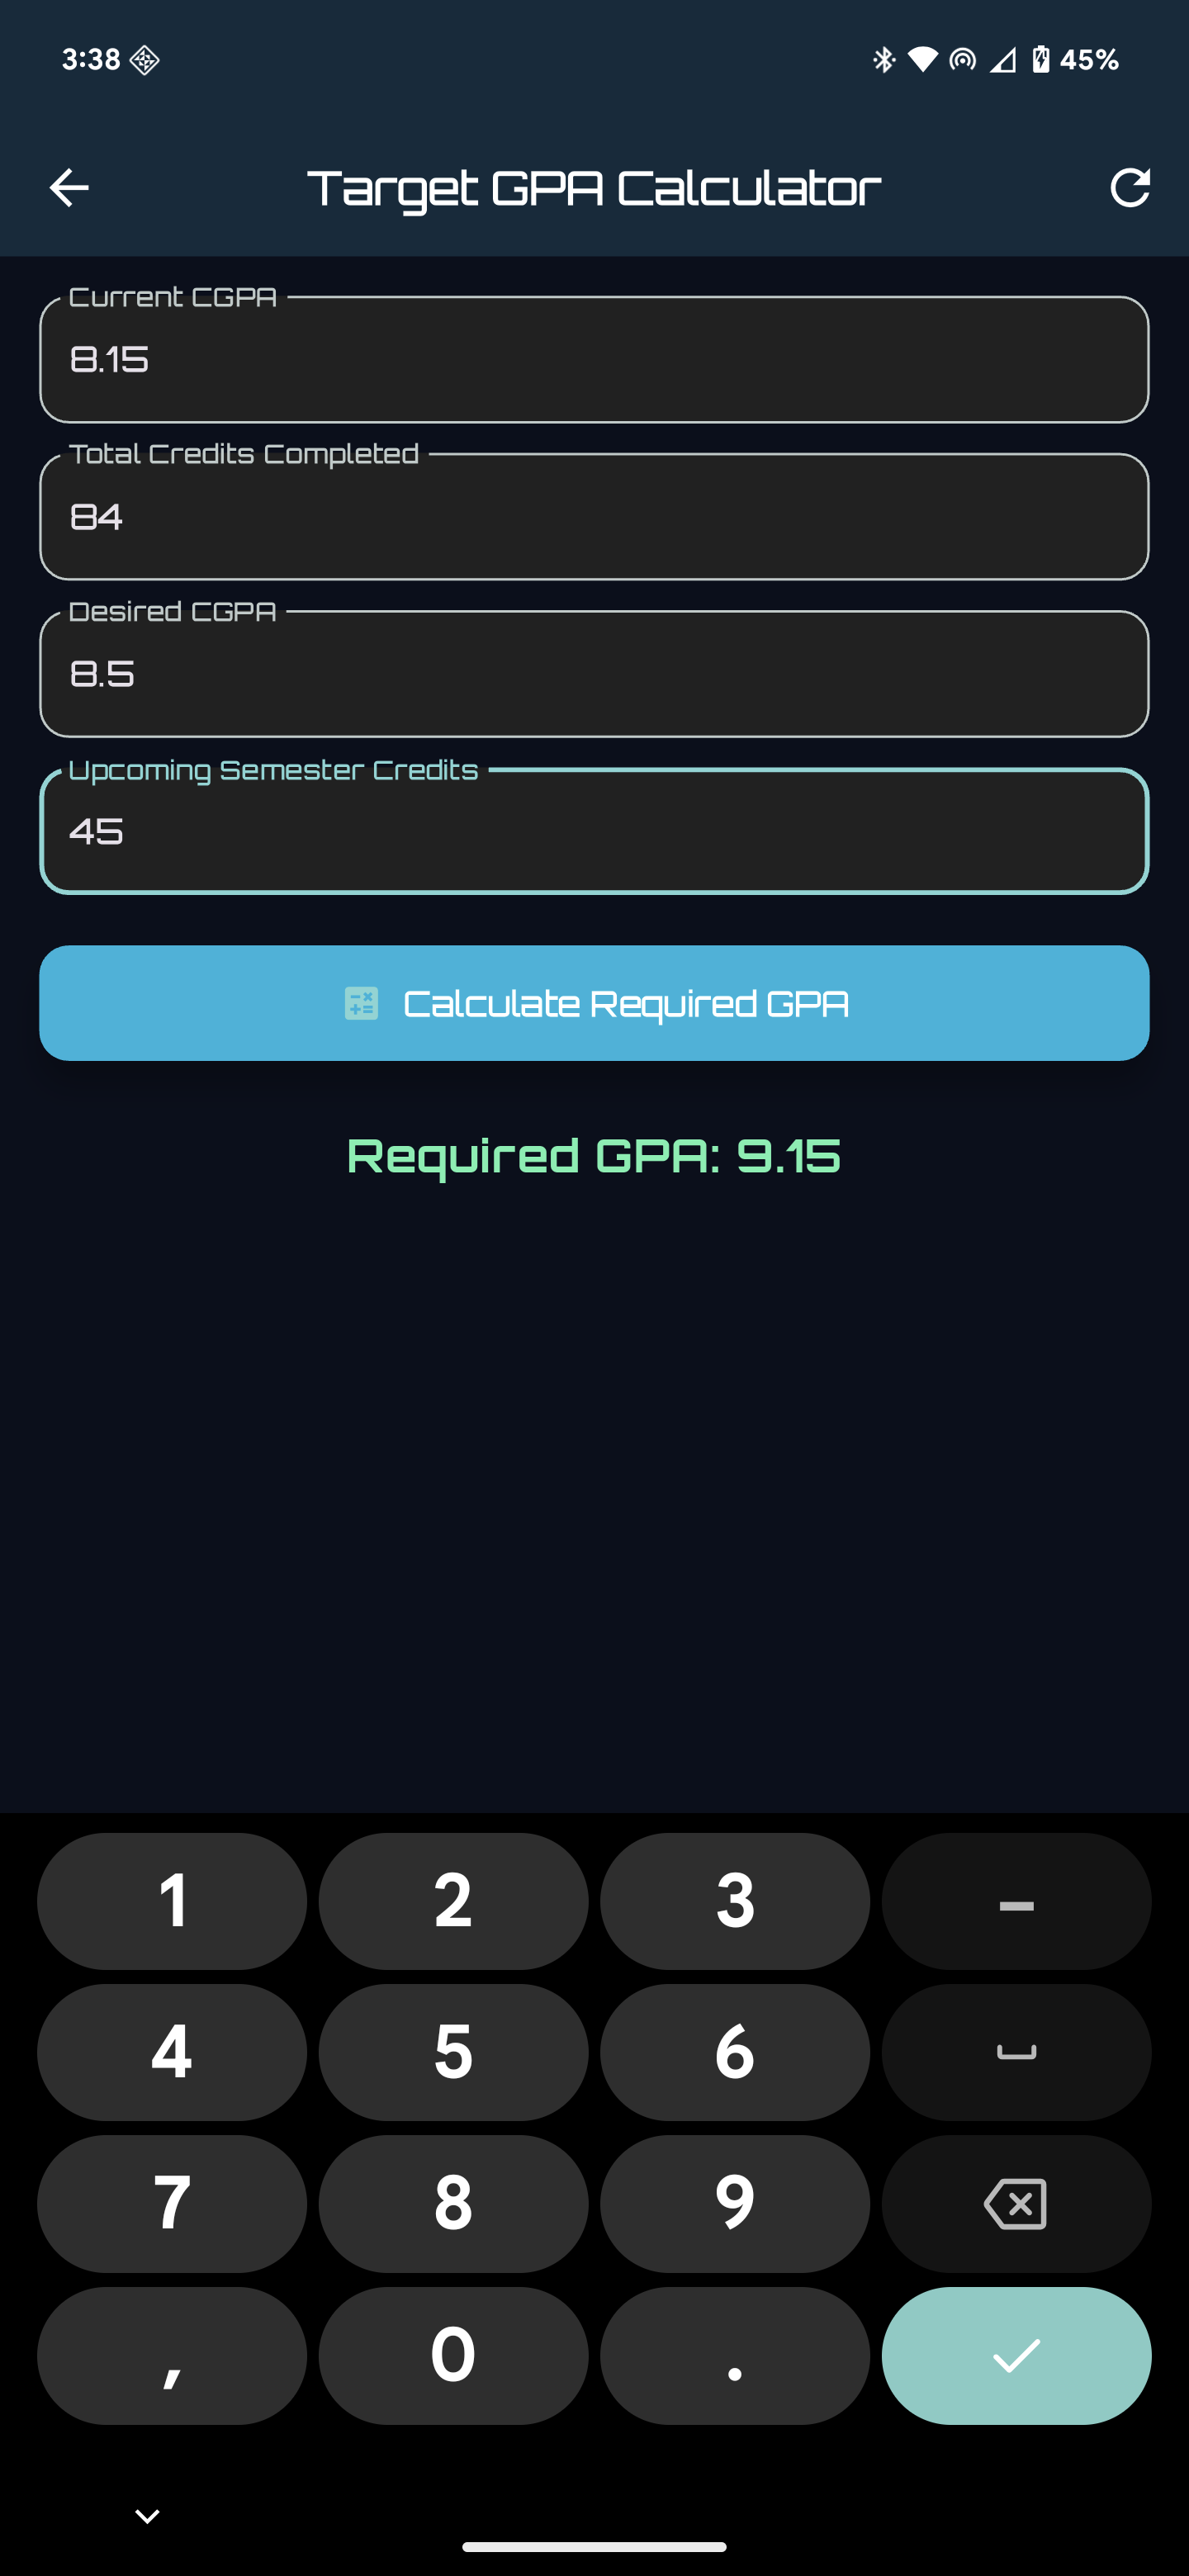 3:38 45%
Target GPA Calculator
Current CGPA
8.15
Total Credits Completed
84
Desired CGPA
8.5
Upcoming Semester Credits
45
Calculate Required GPA
Required GPA: 9.15
1 2 3 –
4 5 6
7 8 9
, 0 .